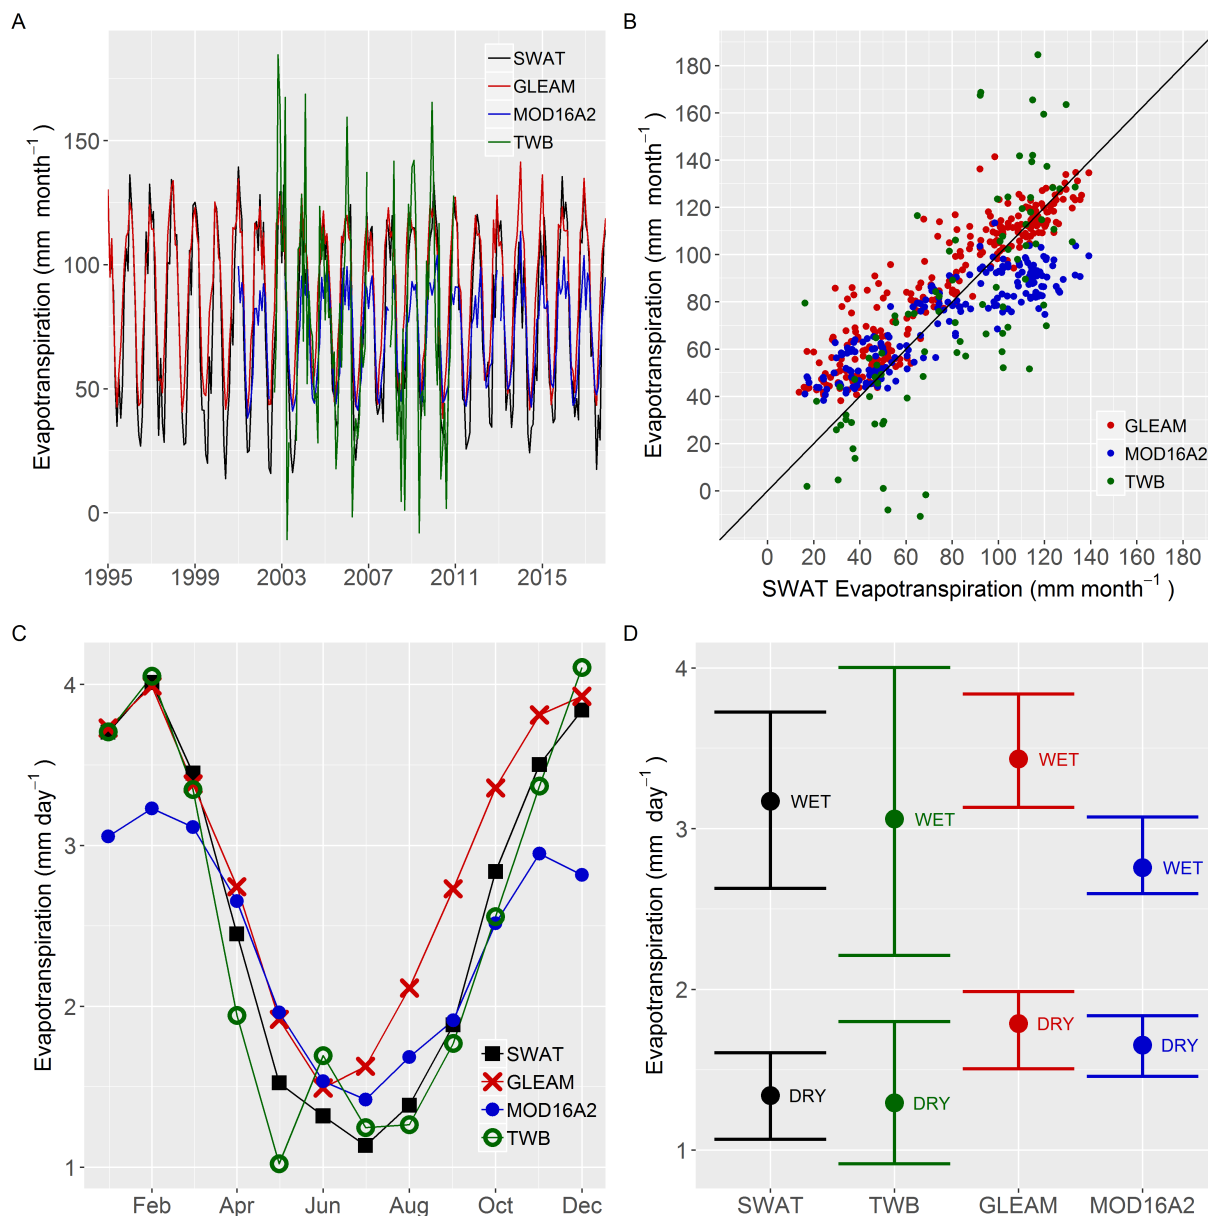 A
Evapotranspiration (mm month−1 )
150
100
50
0
1995
1999
2003
2007
2011
2015
SWAT
GLEAM
MOD16A2
TWB
B
Evapotranspiration (mm month−1 )
180
160
140
120
100
80
60
40
20
0
GLEAM
MOD16A2
TWB
0
20
40
60
80
100
120
140
160
180
SWAT Evapotranspiration (mm month−1 )
C
Evapotranspiration (mm day−1 )
4
3
2
1
SWAT
GLEAM
MOD16A2
TWB
Feb
Apr
Jun
Aug
Oct
Dec
D
Evapotranspiration (mm day−1 )
4
3
2
1
WET
WET
WET
WET
DRY
DRY
DRY
DRY
SWAT
TWB
GLEAM
MOD16A2